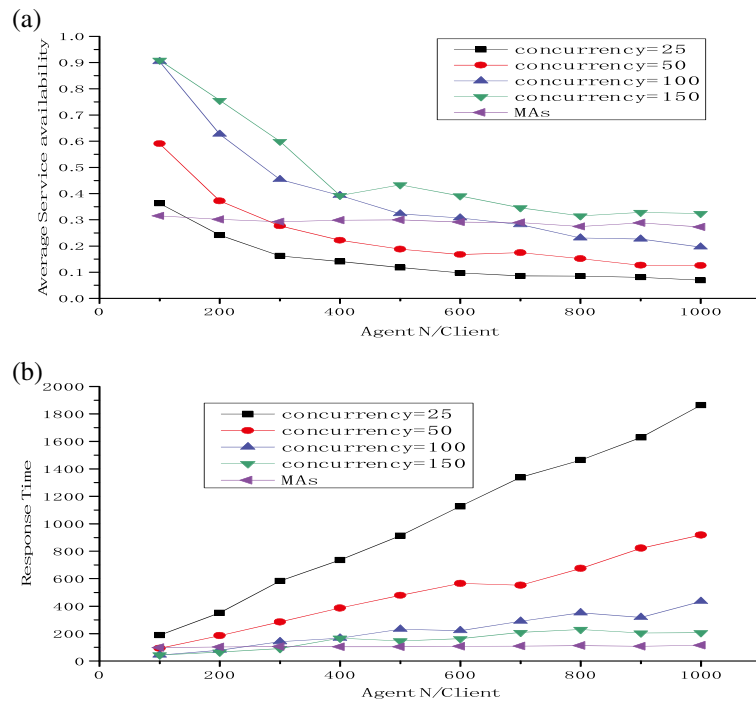 (a)
1.0
0.9
0.8
0.7
0.6
0.5
0.4
0.3
0.2
0.1
0.0
Average Service availability
concurrency=25
concurrency=50
concurrency=100
concurrency=150
MAs
0 200 400 600 800 1000
Agent N/Client
(b)
2000
1800
1600
1400
1200
1000
800
600
400
200
0
Response Time
concurrency=25
concurrency=50
concurrency=100
concurrency=150
MAs
0 200 400 600 800 1000
Agent N/Client